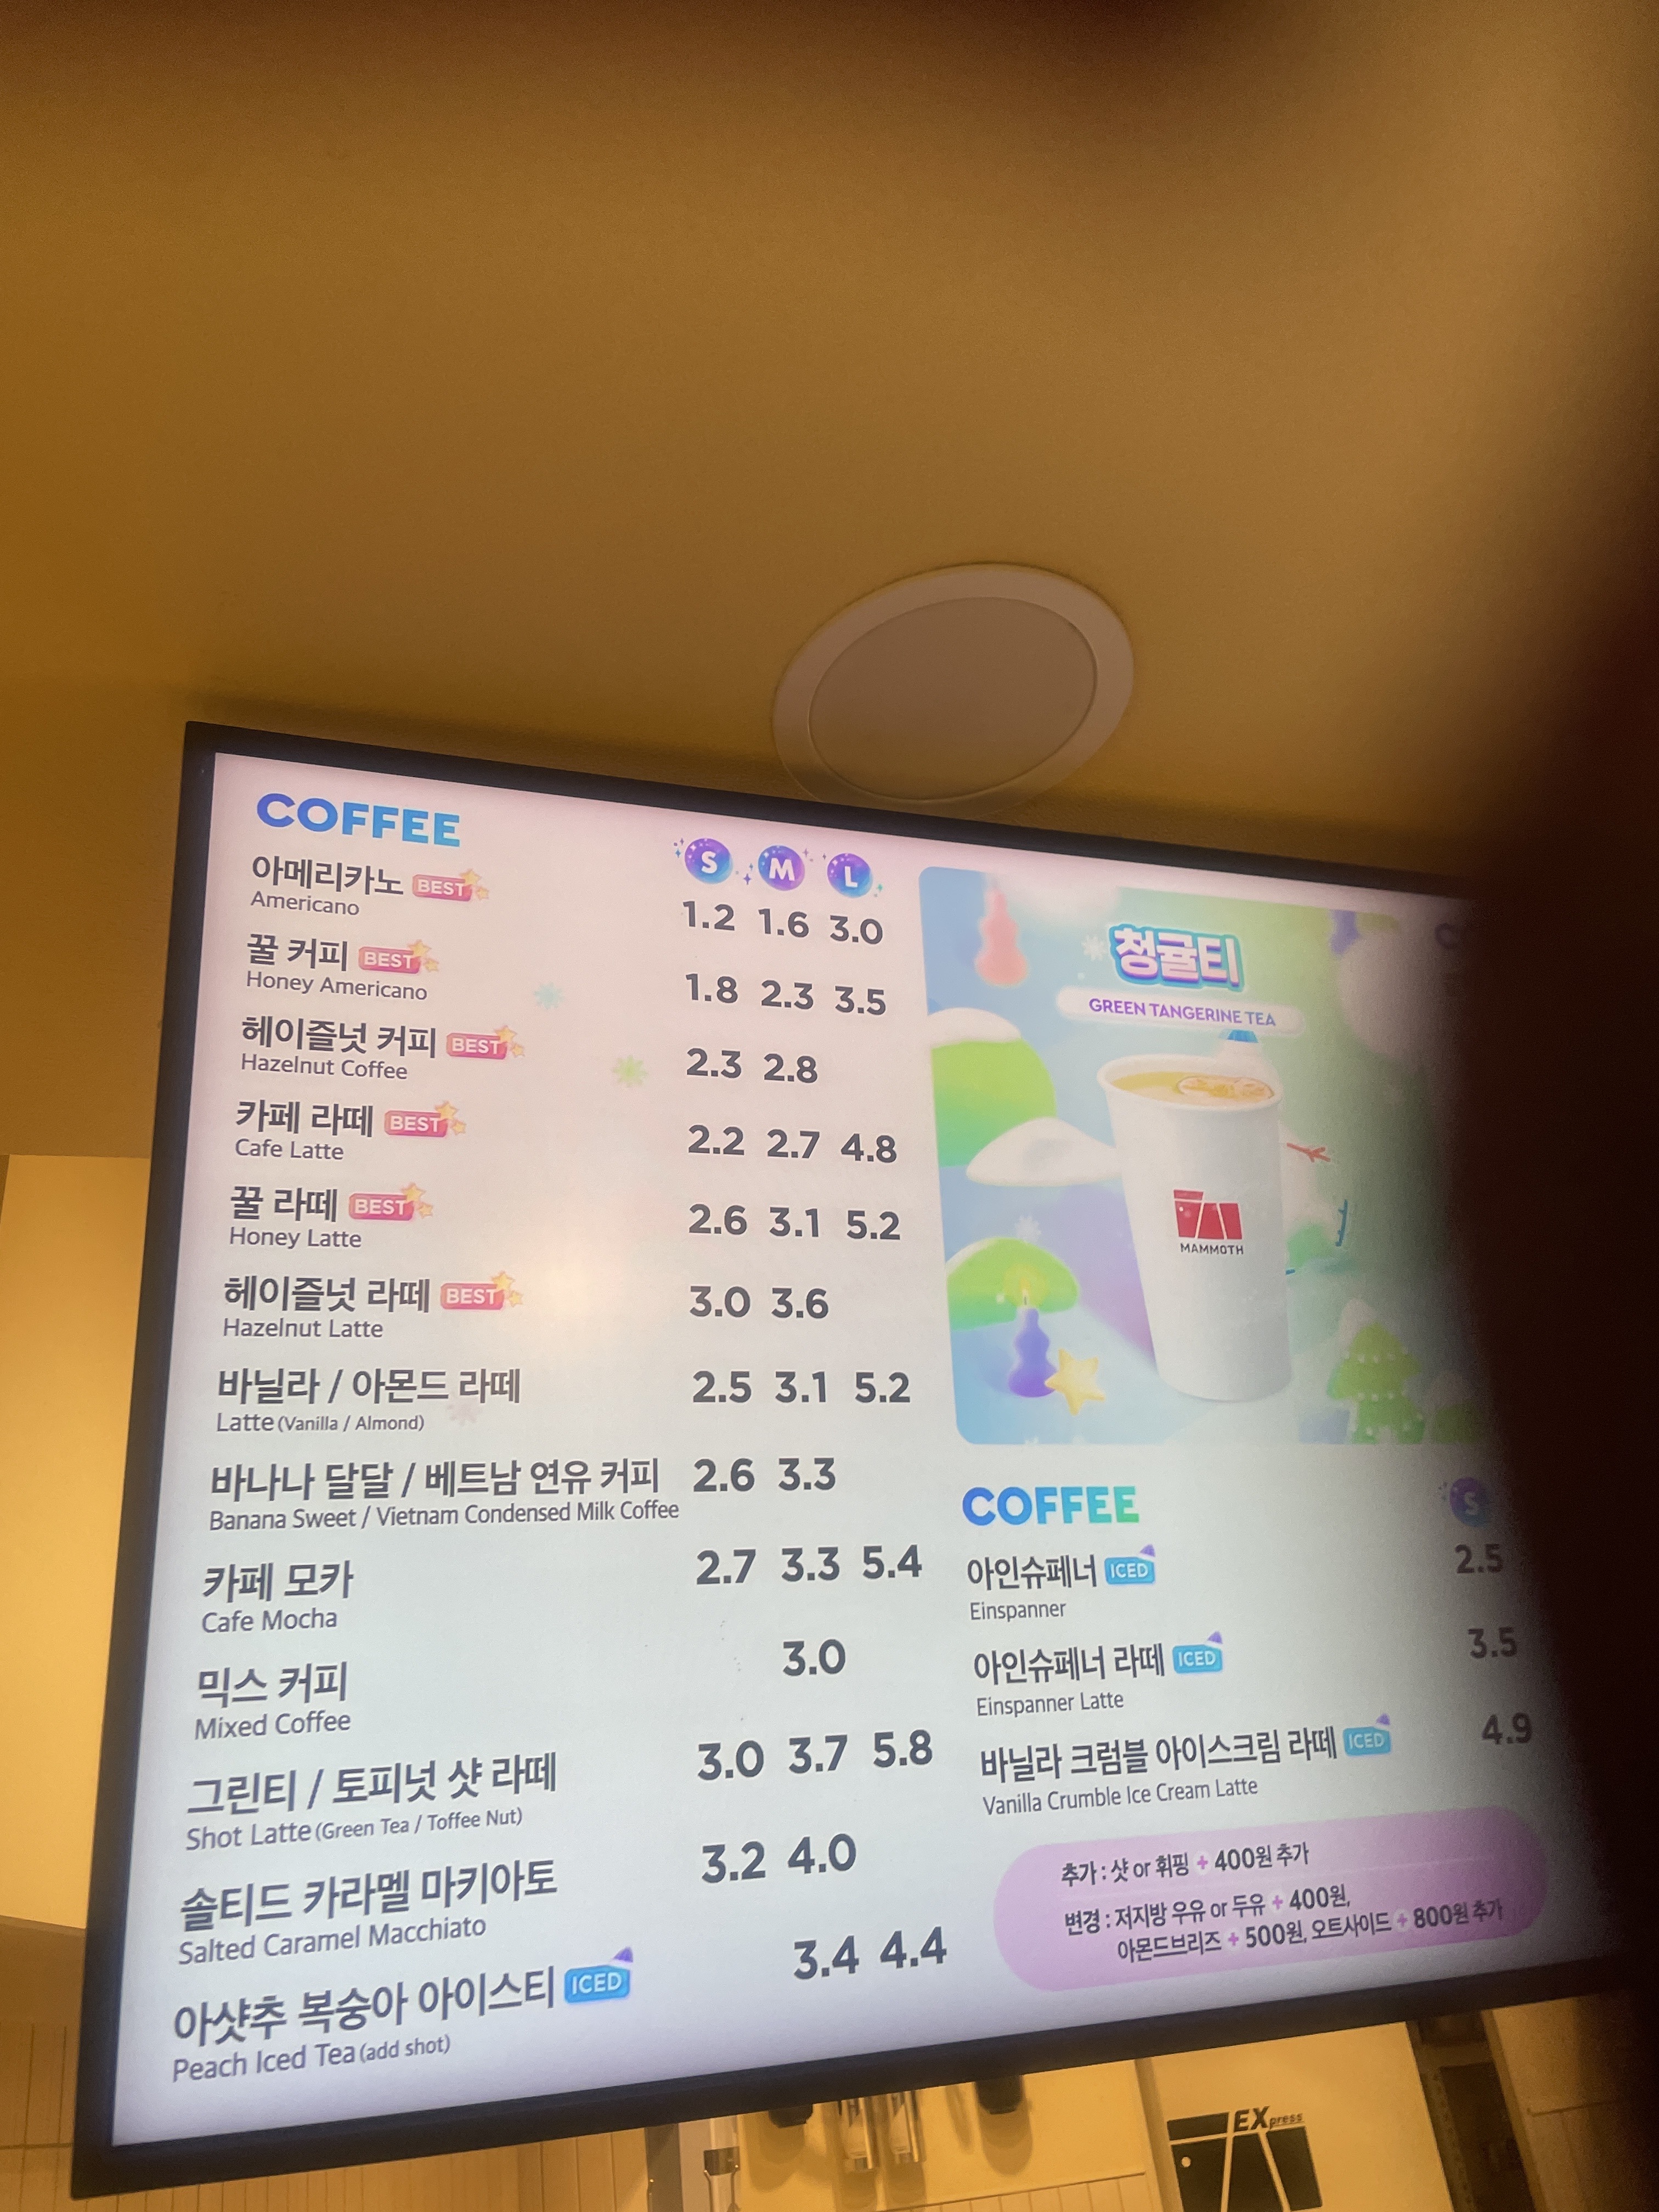 COFFEE
S M L
아메리카노 BEST
Americano
1.2 1.6 3.0
꿀 커피 BEST
Honey Americano
1.8 2.3 3.5
헤이즐넛 커피 BEST
Hazelnut Coffee
2.3 2.8
카페 라떼 BEST
Cafe Latte
2.2 2.7 4.8
꿀 라떼 BEST
Honey Latte
2.6 3.1 5.2
헤이즐넛 라떼 BEST
Hazelnut Latte
3.0 3.6
바닐라 / 아몬드 라떼
Latte (Vanilla / Almond)
2.5 3.1 5.2
바나나 달달 / 베트남 연유 커피
Banana Sweet / Vietnam Condensed Milk Coffee
2.6 3.3
카페 모카
Cafe Mocha
2.7 3.3 5.4
믹스 커피
Mixed Coffee
3.0
그린티 / 토피넛 샷 라떼
Shot Latte (Green Tea / Toffee Nut)
3.0 3.7 5.8
솔티드 카라멜 마키아토
Salted Caramel Macchiato
3.2 4.0
아샷추 복숭아 아이스티 ICED
Peach Iced Tea (add shot)
3.4 4.4
청귤티
GREEN TANGERINE TEA
MAMMOTH
COFFEE
S
아인슈페너 ICED
Einspanner
2.5
아인슈페너 라떼 ICED
Einspanner Latte
3.5
바닐라 크럼블 아이스크림 라떼 ICED
Vanilla Crumble Ice Cream Latte
4.9
추가 : 샷 or 휘핑 + 400원 추가
변경 : 저지방 우유 or 두유 + 400원,
아몬드브리즈 + 500원, 오트사이드 + 800원 추가
EXpress